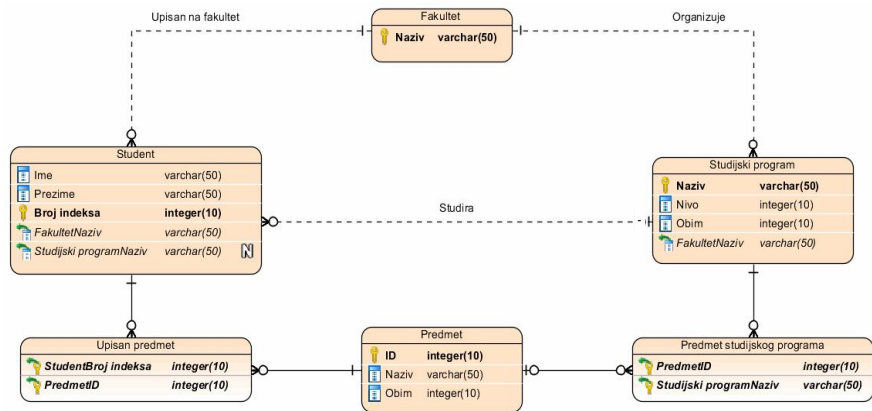 Upisan na fakultet
Fakultet
Naziv varchar(50)
Organizuje
Student
Ime varchar(50)
Prezime varchar(50)
Broj indeksa integer(10)
FakultetNaziv varchar(50)
Studijski programNaziv varchar(50) N
Studira
Studijski program
Naziv varchar(50)
Nivo integer(10)
Obim integer(10)
FakultetNaziv varchar(50)
Upisan predmet
StudentBroj indeksa integer(10)
PredmetID integer(10)
Predmet
ID integer(10)
Naziv varchar(50)
Obim integer(10)
Predmet studijskog programa
PredmetID integer(10)
Studijski programNaziv varchar(50)